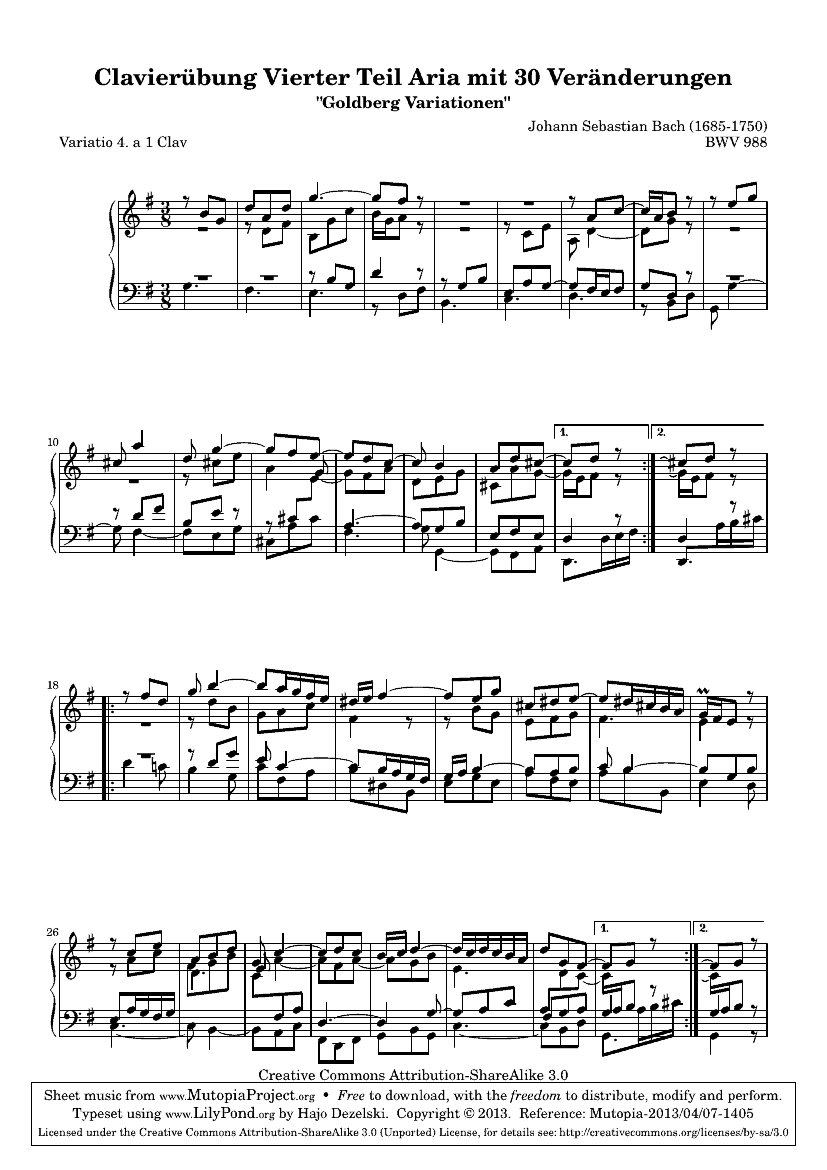 Clavierübung Vierter Teil Aria mit 30 Veränderungen
"Goldberg Variationen"
Johann Sebastian Bach (1685-1750)
Variatio 4. a 1 Clav
BWV 988
3 8
3 8
10
1.
2.
18
26
1.
2.
Creative Commons Attribution-ShareAlike 3.0
Sheet music from www.MutopiaProject.org • Free to download, with the freedom to distribute, modify and perform.
Typeset using www.LilyPond.org by Hajo Dezelski. Copyright © 2013. Reference: Mutopia-2013/04/07-1405
Licensed under the Creative Commons Attribution-ShareAlike 3.0 (Unported) License, for details see: http://creativecommons.org/licenses/by-sa/3.0